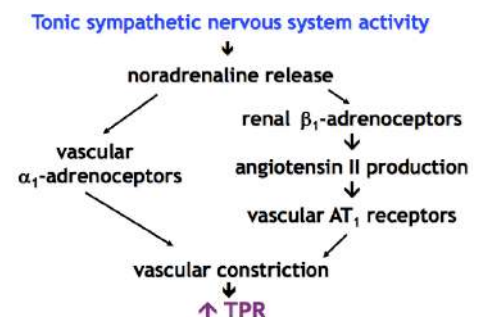 Tonic sympathetic nervous system activity
noradrenaline release
renal β₁-adrenoceptors
vascular
α₁-adrenoceptors
angiotensin II production
vascular AT₁ receptors
vascular constriction
↑ TPR